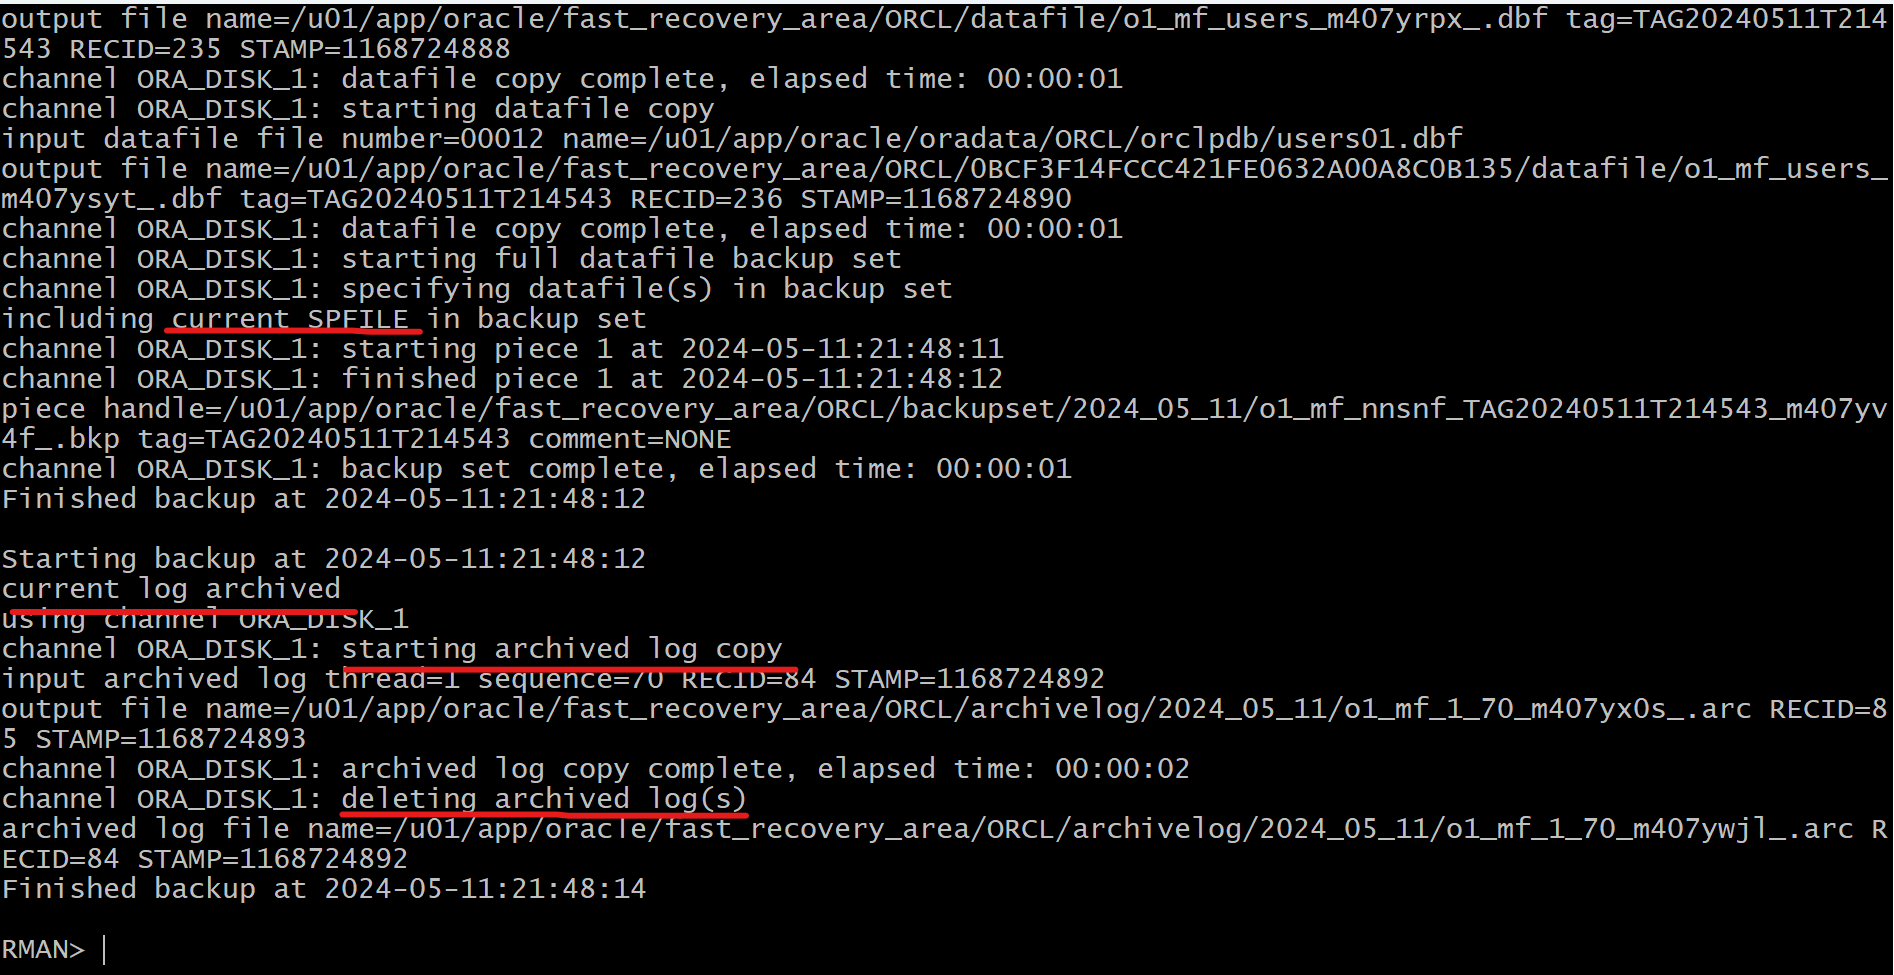 output file name=/u01/app/oracle/fast_recovery_area/ORCL/datafile/o1_mf_users_m407yrpx_.dbf tag=TAG20240511T214
543 RECID=235 STAMP=1168724888
channel ORA_DISK_1: datafile copy complete, elapsed time: 00:00:01
channel ORA_DISK_1: starting datafile copy
input datafile file number=00012 name=/u01/app/oracle/oradata/ORCL/orclpdb/users01.dbf
output file name=/u01/app/oracle/fast_recovery_area/ORCL/0BCF3F14FCCC421FE0632A00A8C0B135/datafile/o1_mf_users_
m407ysyt_.dbf tag=TAG20240511T214543 RECID=236 STAMP=1168724890
channel ORA_DISK_1: datafile copy complete, elapsed time: 00:00:01
channel ORA_DISK_1: starting full datafile backup set
channel ORA_DISK_1: specifying datafile(s) in backup set
including current SPFILE in backup set
channel ORA_DISK_1: starting piece 1 at 2024-05-11:21:48:11
channel ORA_DISK_1: finished piece 1 at 2024-05-11:21:48:12
piece handle=/u01/app/oracle/fast_recovery_area/ORCL/backupset/2024_05_11/o1_mf_nnsnf_TAG20240511T214543_m407yv
4f_.bkp tag=TAG20240511T214543 comment=NONE
channel ORA_DISK_1: backup set complete, elapsed time: 00:00:01
Finished backup at 2024-05-11:21:48:12
Starting backup at 2024-05-11:21:48:12
current log archived
using channel ORA_DISK_1
channel ORA_DISK_1: starting archived log copy
input archived log thread=1 sequence=70 RECID=84 STAMP=1168724892
output file name=/u01/app/oracle/fast_recovery_area/ORCL/archivelog/2024_05_11/o1_mf_1_70_m407yx0s_.arc RECID=8
5 STAMP=1168724893
channel ORA_DISK_1: archived log copy complete, elapsed time: 00:00:02
channel ORA_DISK_1: deleting archived log(s)
archived log file name=/u01/app/oracle/fast_recovery_area/ORCL/archivelog/2024_05_11/o1_mf_1_70_m407ywjl_.arc R
ECID=84 STAMP=1168724892
Finished backup at 2024-05-11:21:48:14
RMAN>